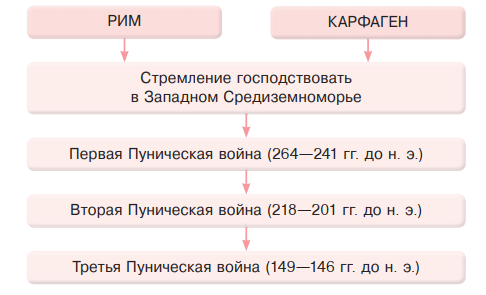 РИМ
КАРФАГЕН
Стремление господствовать
в Западном Средиземноморье
Первая Пуническая война (264—241 гг. до н. э.)
Вторая Пуническая война (218—201 гг. до н. э.)
Третья Пуническая война (149—146 гг. до н. э.)